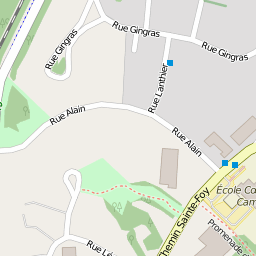 Rue Gingras
Rue Gingras
Rue Gingras
Rue Lanthier
Rue Alain
Rue Alain
École Ca
Cam
Chemin Sainte-Foy
Promenade
Rue Lé